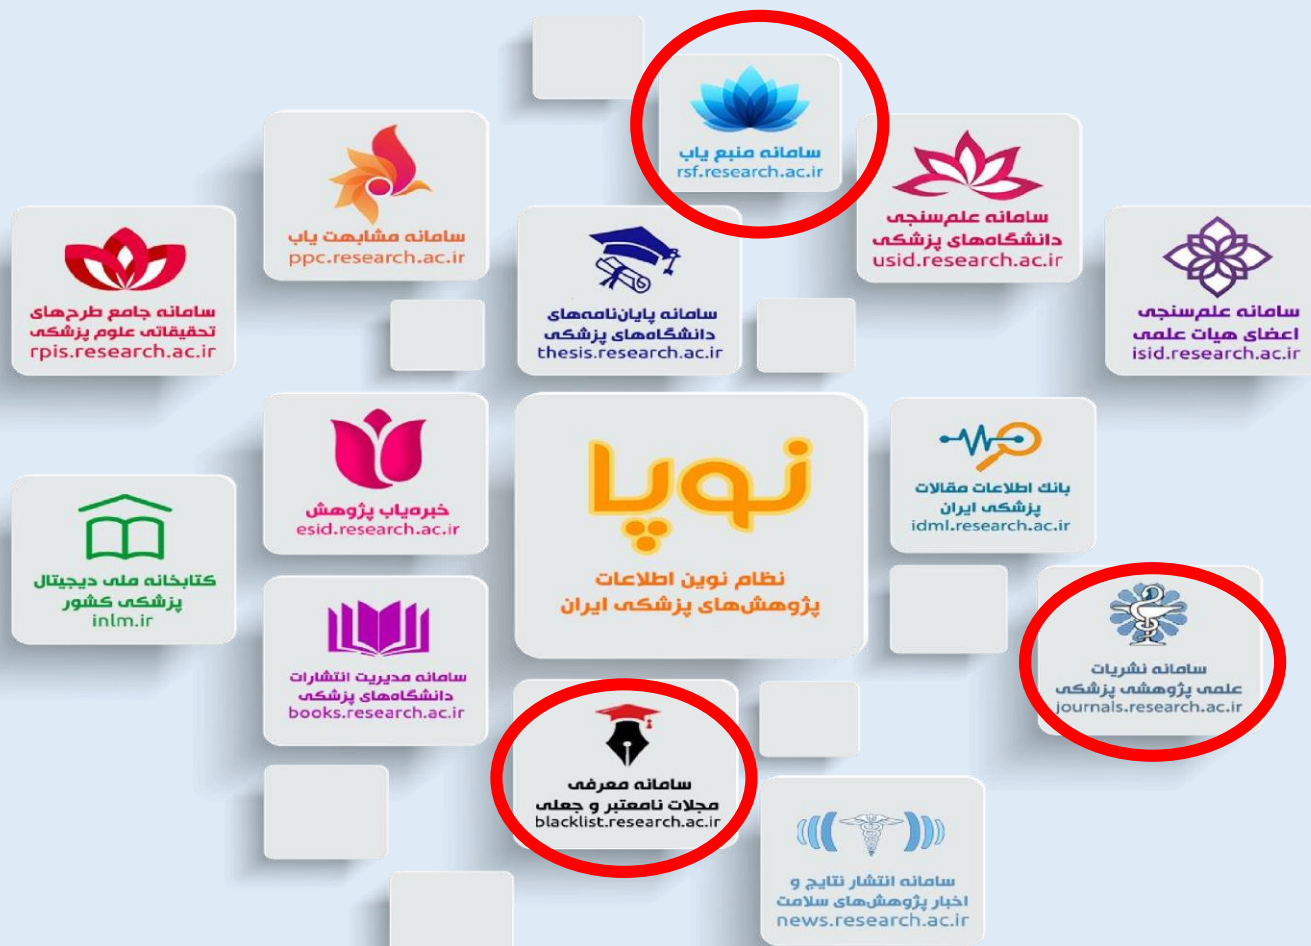 سامانه منبع یاب
rsf.research.ac.ir
سامانه علم‌سنجی
دانشگاه‌های پزشکی
usid.research.ac.ir
سامانه مشابهت یاب
ppc.research.ac.ir
سامانه علم‌سنجی
اعضای هیات علمی
isid.research.ac.ir
سامانه پایان‌نامه‌های
دانشگاه‌های پزشکی
thesis.research.ac.ir
سامانه جامع طرح‌های
تحقیقاتی علوم پزشکی
rpis.research.ac.ir
بانک اطلاعات مقالات
پزشکی ایران
idml.research.ac.ir
نوپا
نظام نوین اطلاعات
پژوهش‌های پزشکی ایران
خبره‌یاب پژوهش
esid.research.ac.ir
کتابخانه ملی دیجیتال
پزشکی کشور
inlm.ir
سامانه نشریات
علمی پژوهشی پزشکی
journals.research.ac.ir
سامانه مدیریت انتشارات
دانشگاه‌های پزشکی
books.research.ac.ir
سامانه معرفی
مجلات نامعتبر و جعلی
blacklist.research.ac.ir
سامانه انتشار نتایج و
اخبار پژوهش‌های سلامت
news.research.ac.ir